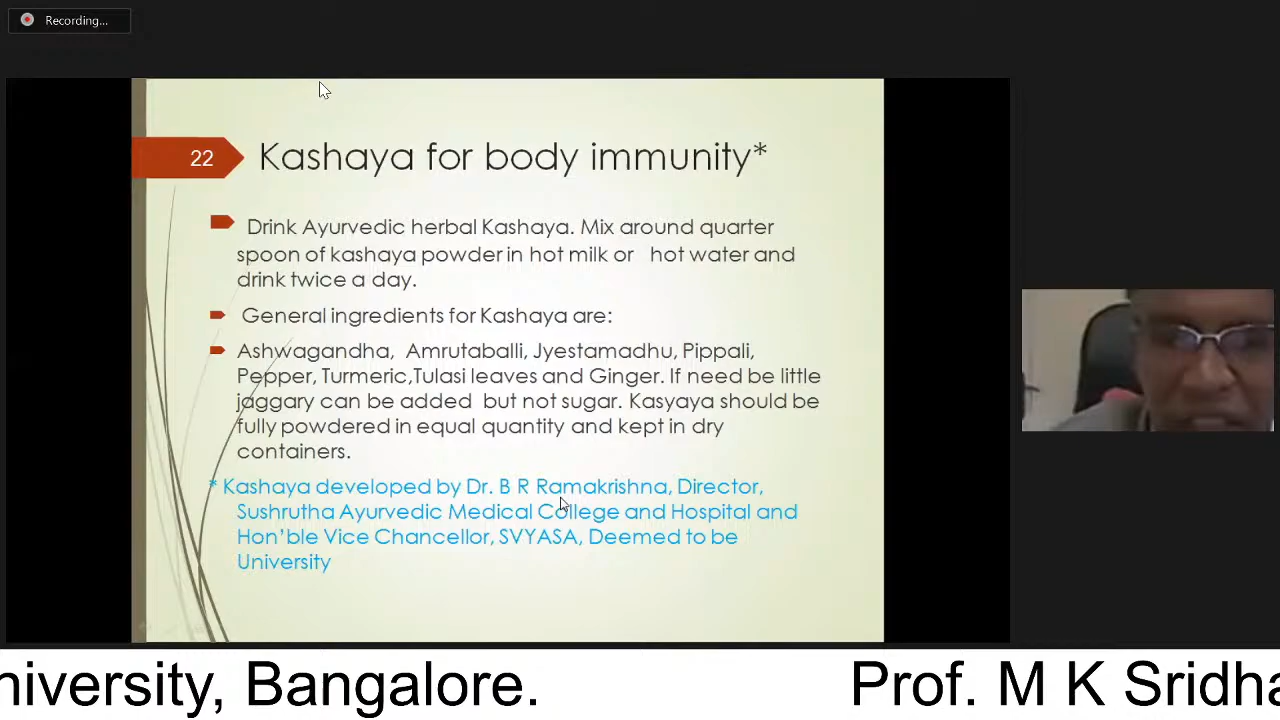 Recording...
22
Kashaya for body immunity*
Drink Ayurvedic herbal Kashaya. Mix around quarter
spoon of kashaya powder in hot milk or hot water and
drink twice a day.
General ingredients for Kashaya are:
Ashwagandha, Amrutaballi, Jyestamadhu, Pippali,
Pepper, Turmeric,Tulasi leaves and Ginger. If need be little
jaggary can be added but not sugar. Kasyaya should be
fully powdered in equal quantity and kept in dry
containers.
* Kashaya developed by Dr. B R Ramakrishna, Director,
Sushrutha Ayurvedic Medical College and Hospital and
Hon'ble Vice Chancellor, SVYASA, Deemed to be
University
niversity, Bangalore. Prof. M K Sridha